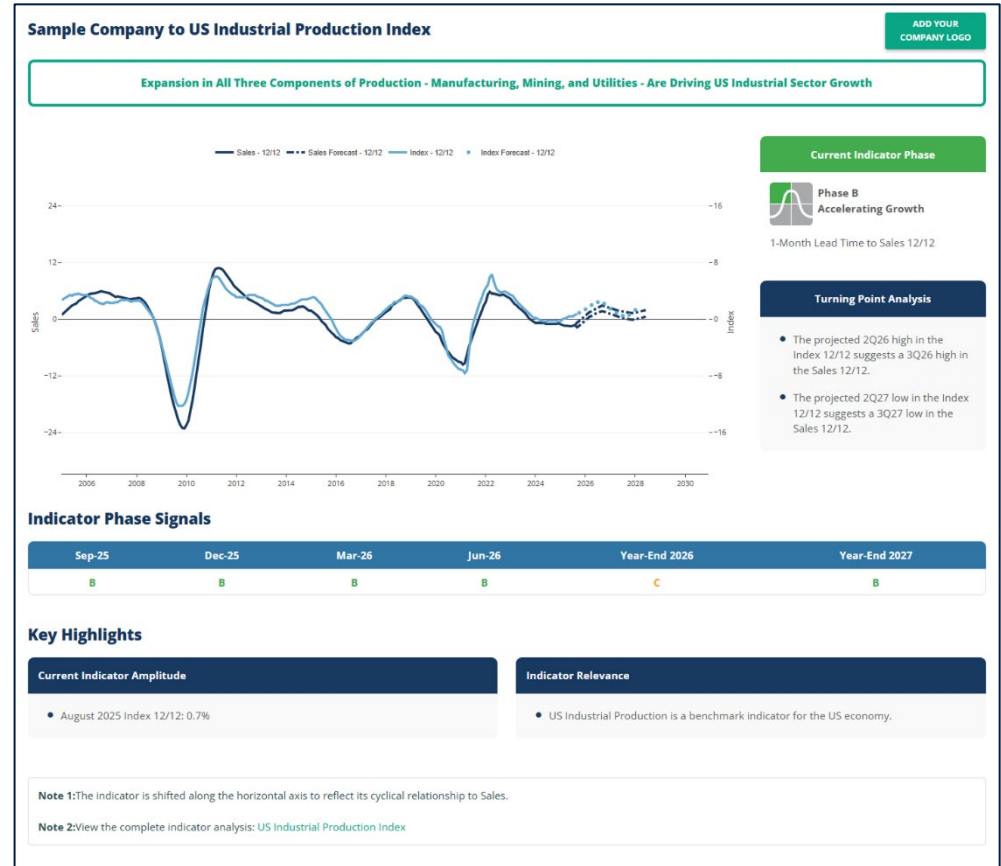 Sample Company to US Industrial Production Index
ADD YOUR
COMPANY LOGO
Expansion in All Three Components of Production - Manufacturing, Mining, and Utilities - Are Driving US Industrial Sector Growth
Sales - 12/12 Sales Forecast - 12/12 Index - 12/12 Index Forecast - 12/12
24
12
0
−12
−24
Sales
16
8
0
−8
−16
Index
2006 2008 2010 2012 2014 2016 2018 2020 2022 2024 2026 2028 2030
Current Indicator Phase
Phase B
Accelerating Growth
1-Month Lead Time to Sales 12/12
Turning Point Analysis
The projected 2Q26 high in the
Index 12/12 suggests a 3Q26 high in
the Sales 12/12.
The projected 2Q27 low in the Index
12/12 suggests a 3Q27 low in the
Sales 12/12.
Indicator Phase Signals
Sep-25 Dec-25 Mar-26 Jun-26 Year-End 2026 Year-End 2027
B B B B C B
Key Highlights
Current Indicator Amplitude
August 2025 Index 12/12: 0.7%
Indicator Relevance
US Industrial Production is a benchmark indicator for the US economy.
Note 1:The indicator is shifted along the horizontal axis to reflect its cyclical relationship to Sales.
Note 2:View the complete indicator analysis: US Industrial Production Index